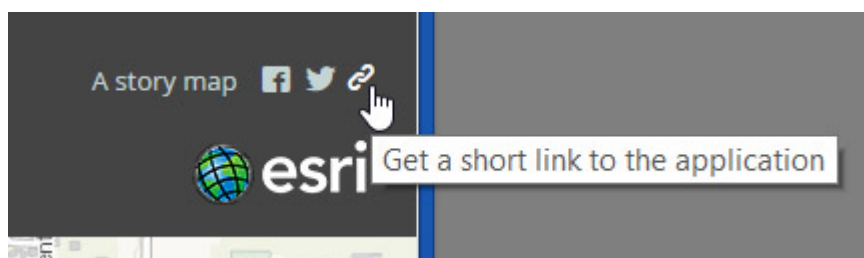 A story map
esri
Get a short link to the application